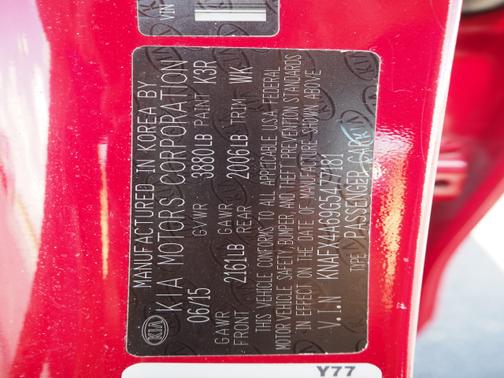 VIN
MANUFACTURED IN KOREA BY
KIA MOTORS CORPORATION
06/15 GVWR 3880LB PAINT K3R
GAWR FRONT 2161LB GAWR REAR 2006LB TRIM WK
THIS VEHICLE CONFORMS TO ALL APPLICABLE U.S.A. FEDERAL
MOTOR VEHICLE SAFETY, BUMPER AND THEFT PREVENTION STANDARDS
IN EFFECT ON THE DATE OF MANUFACTURE SHOWN ABOVE
V.I.N KNAFX4A69G5477181
TYPE PASSENGER CAR
KIA
Y77